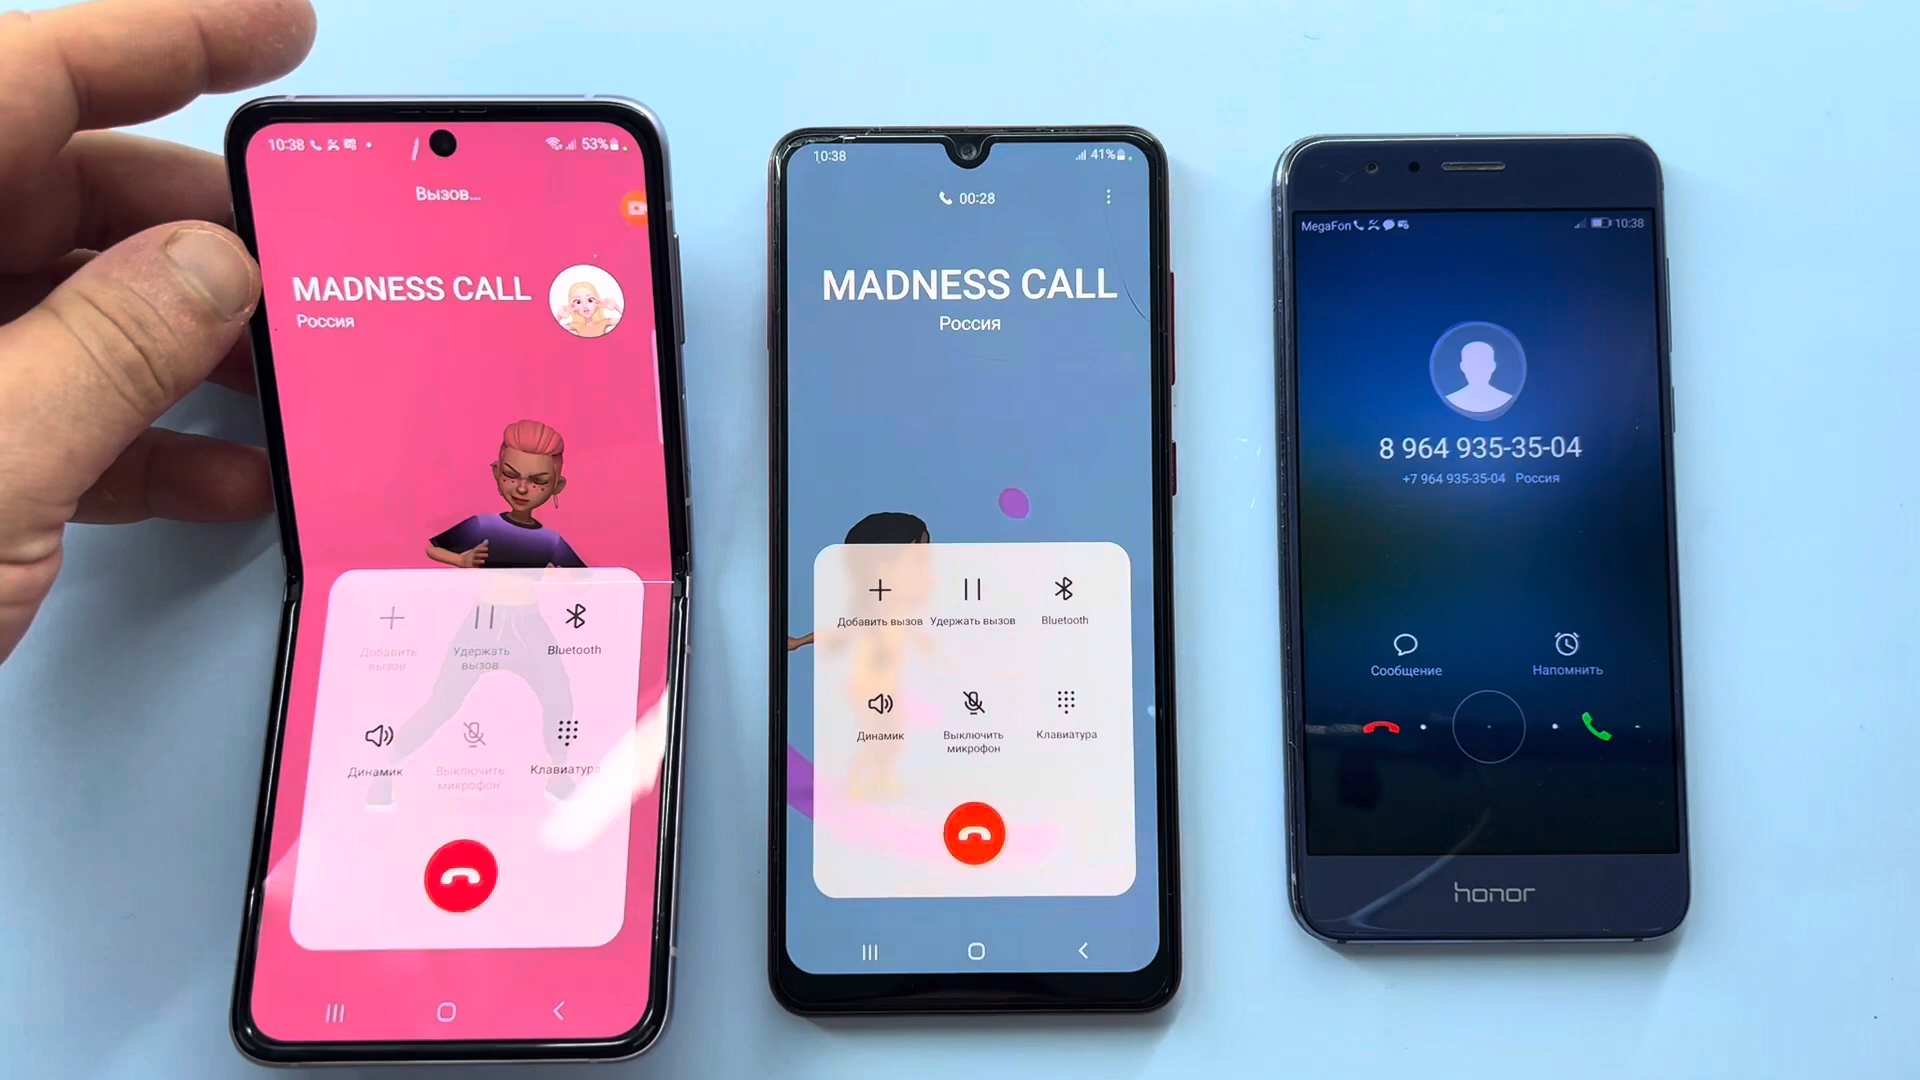 10:38
53%
Вызов...
MADNESS CALL
Россия
Добавить
вызов
Удержать
вызов
Bluetooth
Динамик
Выключить
микрофон
Клавиатура
10:38
41%
00:28
MADNESS CALL
Россия
Добавить вызов
Удержать вызов
Bluetooth
Динамик
Выключить
микрофон
Клавиатура
MegaFon
10:38
8 964 935-35-04
+7 964 935-35-04 Россия
Сообщение
Напомнить
honor